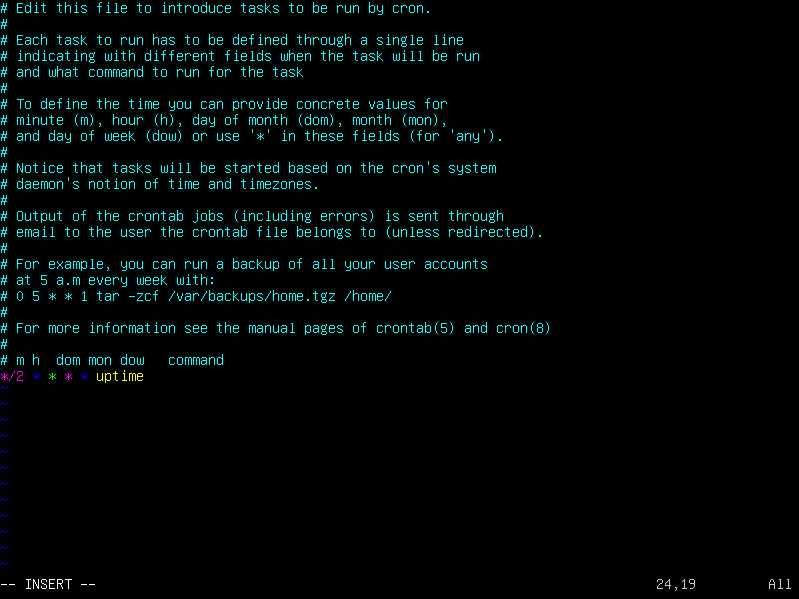 # Edit this file to introduce tasks to be run by cron.
#
# Each task to run has to be defined through a single line
# indicating with different fields when the task will be run
# and what command to run for the task
#
# To define the time you can provide concrete values for
# minute (m), hour (h), day of month (dom), month (mon),
# and day of week (dow) or use '*' in these fields (for 'any').
#
# Notice that tasks will be started based on the cron's system
# daemon's notion of time and timezones.
#
# Output of the crontab jobs (including errors) is sent through
# email to the user the crontab file belongs to (unless redirected).
#
# For example, you can run a backup of all your user accounts
# at 5 a.m every week with:
# 0 5 * * 1 tar -zcf /var/backups/home.tgz /home/
#
# For more information see the manual pages of crontab(5) and cron(8)
#
# m h  dom mon dow   command
*/2 * * * * uptime
~
~
~
~
~
~
~
~
~
~
~
~
-- INSERT -- 24,19 All